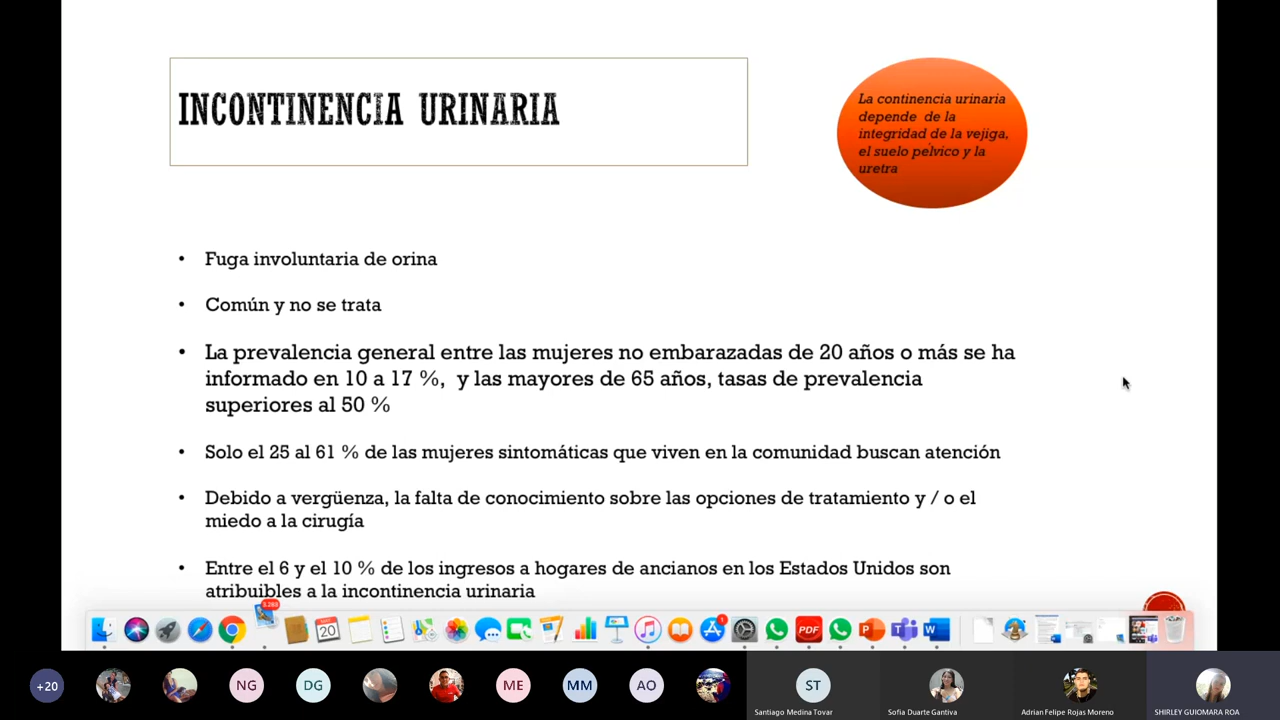 INCONTINENCIA URINARIA
La continencia urinaria
depende de la
integridad de la vejiga,
el suelo pélvico y la
uretra
• Fuga involuntaria de orina
• Común y no se trata
• La prevalencia general entre las mujeres no embarazadas de 20 años o más se ha
informado en 10 a 17 %, y las mayores de 65 años, tasas de prevalencia
superiores al 50 %
• Solo el 25 al 61 % de las mujeres sintomáticas que viven en la comunidad buscan atención
• Debido a vergüenza, la falta de conocimiento sobre las opciones de tratamiento y / o el
miedo a la cirugía
• Entre el 6 y el 10 % de los ingresos a hogares de ancianos en los Estados Unidos son
atribuibles a la incontinencia urinaria
20
PDF
+20
NG
DG
ME
MM
AO
ST
Santiago Medina Tovar
Sofia Duarte Gantiva
Adrian Felipe Rojas Moreno
SHIRLEY GUIOMARA ROA